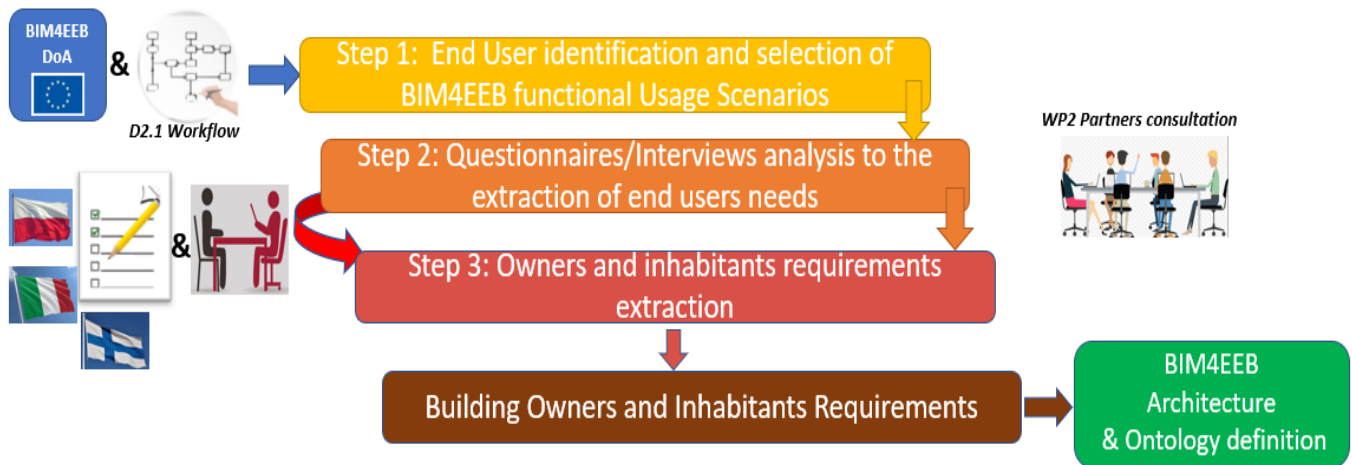 BIM4EEB
DoA
&
D2.1 Workflow
Step 1:  End User identification and selection of
BIM4EEB functional Usage Scenarios
WP2 Partners consultation
Step 2: Questionnaires/Interviews analysis to the
extraction of end users needs
&
Step 3: Owners and inhabitants requirements
extraction
Building Owners and Inhabitants Requirements
BIM4EEB
Architecture
& Ontology definition